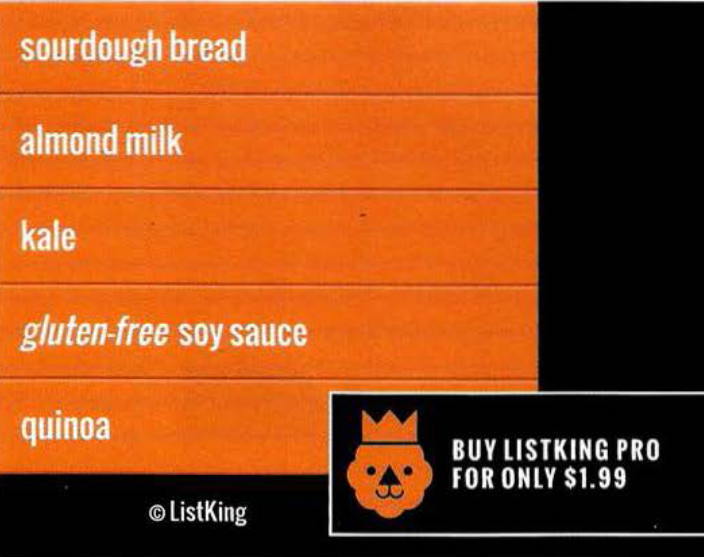 sourdough bread
almond milk
kale
gluten-free soy sauce
quinoa
BUY LISTKING PRO
FOR ONLY $1.99
© ListKing